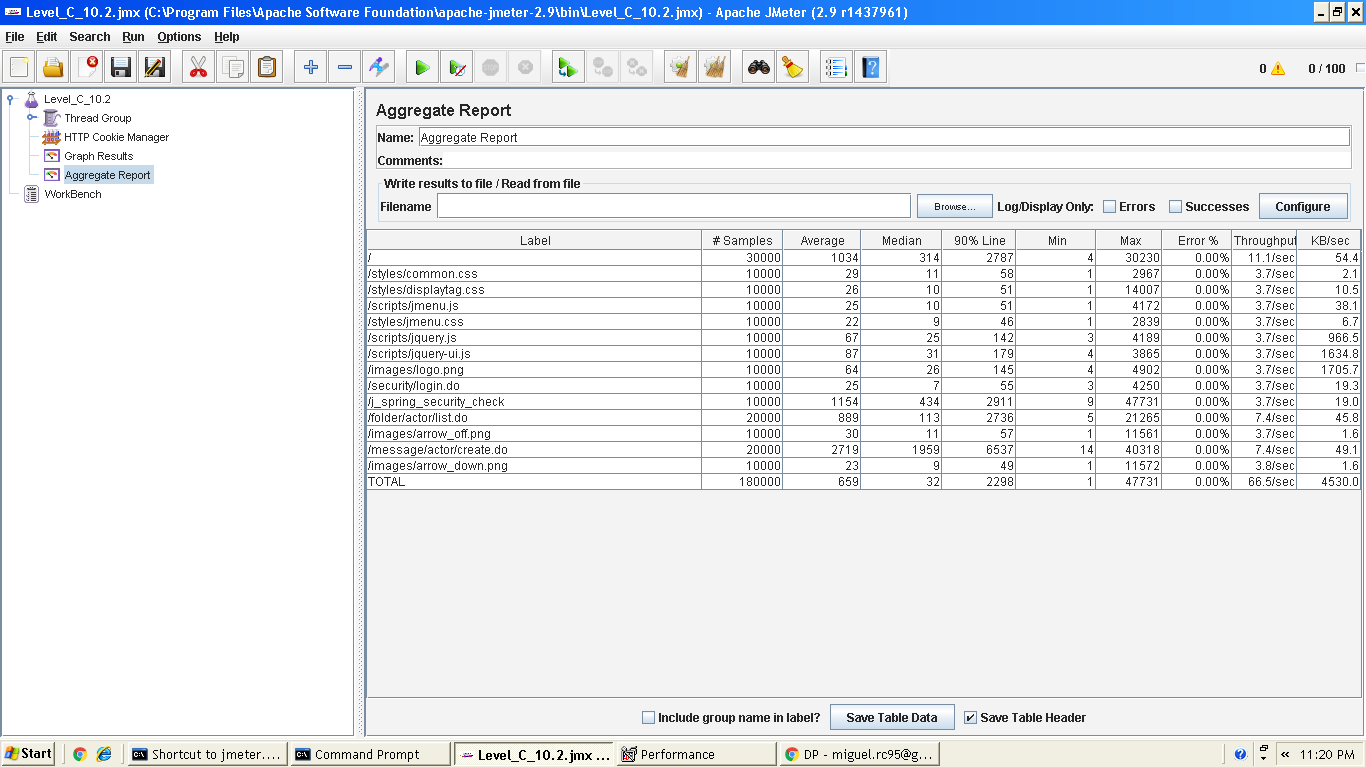 Level_C_10.2.jmx (C:\Program Files\Apache Software Foundation\apache-jmeter-2.9\bin\Level_C_10.2.jmx) - Apache JMeter (2.9 r1437961)
File Edit Search Run Options Help
0 0 / 100
Level_C_10.2
Thread Group
HTTP Cookie Manager
Graph Results
Aggregate Report
WorkBench
Aggregate Report
Name: Aggregate Report
Comments:
Write results to file / Read from file
Filename Browse... Log/Display Only: Errors Successes Configure
Label # Samples Average Median 90% Line Min Max Error % Throughput KB/sec
/ 30000 1034 314 2787 4 30230 0.00% 11.1/sec 54.4
/styles/common.css 10000 29 11 58 1 2967 0.00% 3.7/sec 2.1
/styles/displaytag.css 10000 26 10 51 1 14007 0.00% 3.7/sec 10.5
/scripts/jmenu.js 10000 25 10 51 1 4172 0.00% 3.7/sec 38.1
/styles/jmenu.css 10000 22 9 46 1 2839 0.00% 3.7/sec 6.7
/scripts/jquery.js 10000 67 25 142 3 4189 0.00% 3.7/sec 966.5
/scripts/jquery-ui.js 10000 87 31 179 4 3865 0.00% 3.7/sec 1634.8
/images/logo.png 10000 64 26 145 4 4902 0.00% 3.7/sec 1705.7
/security/login.do 10000 25 7 55 3 4250 0.00% 3.7/sec 19.3
/j_spring_security_check 10000 1154 434 2911 9 47731 0.00% 3.7/sec 19.0
/folder/actor/list.do 20000 889 113 2736 5 21265 0.00% 7.4/sec 45.8
/images/arrow_off.png 10000 30 11 57 1 11561 0.00% 3.7/sec 1.6
/message/actor/create.do 20000 2719 1959 6537 14 40318 0.00% 7.4/sec 49.1
/images/arrow_down.png 10000 23 9 49 1 11572 0.00% 3.8/sec 1.6
TOTAL 180000 659 32 2298 1 47731 0.00% 66.5/sec 4530.0
Include group name in label? Save Table Data Save Table Header
Start Shortcut to jmeter.... Command Prompt Level_C_10.2.jmx ... Performance DP - miguel.rc95@g... « 11:20 PM